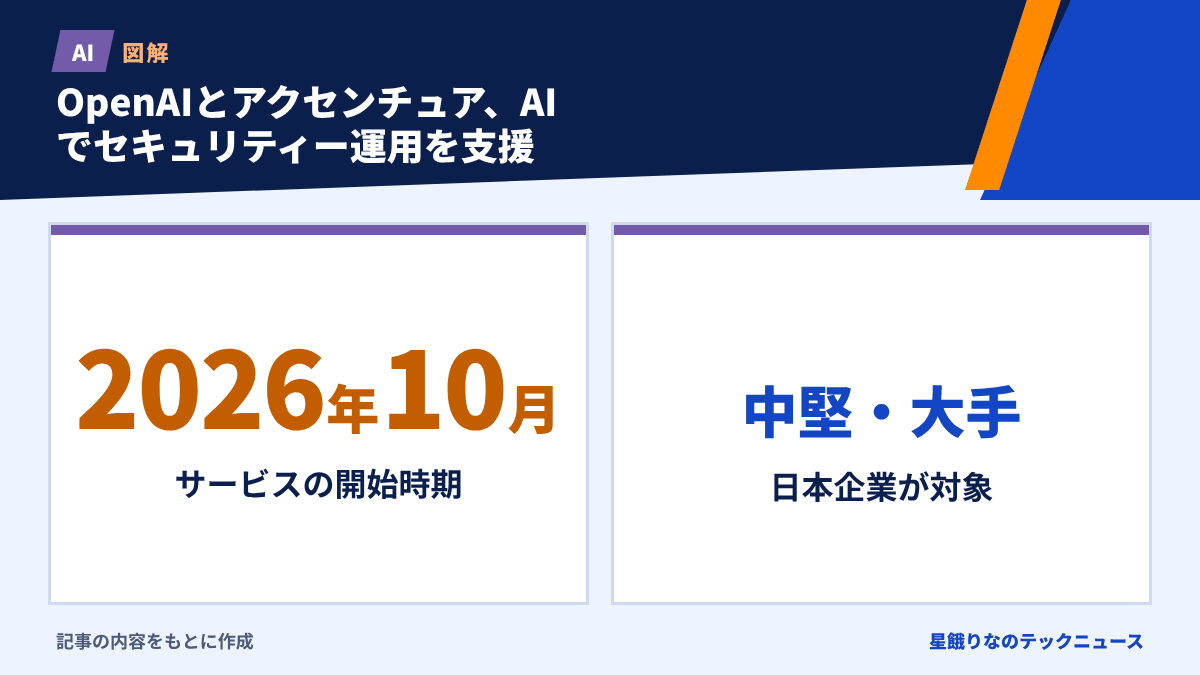 AI 図解
OpenAIとアクセンチュア、AI
でセキュリティー運用を支援
2026年10月
サービスの開始時期
中堅・大手
日本企業が対象
記事の内容をもとに作成
星餓りなのテックニュース